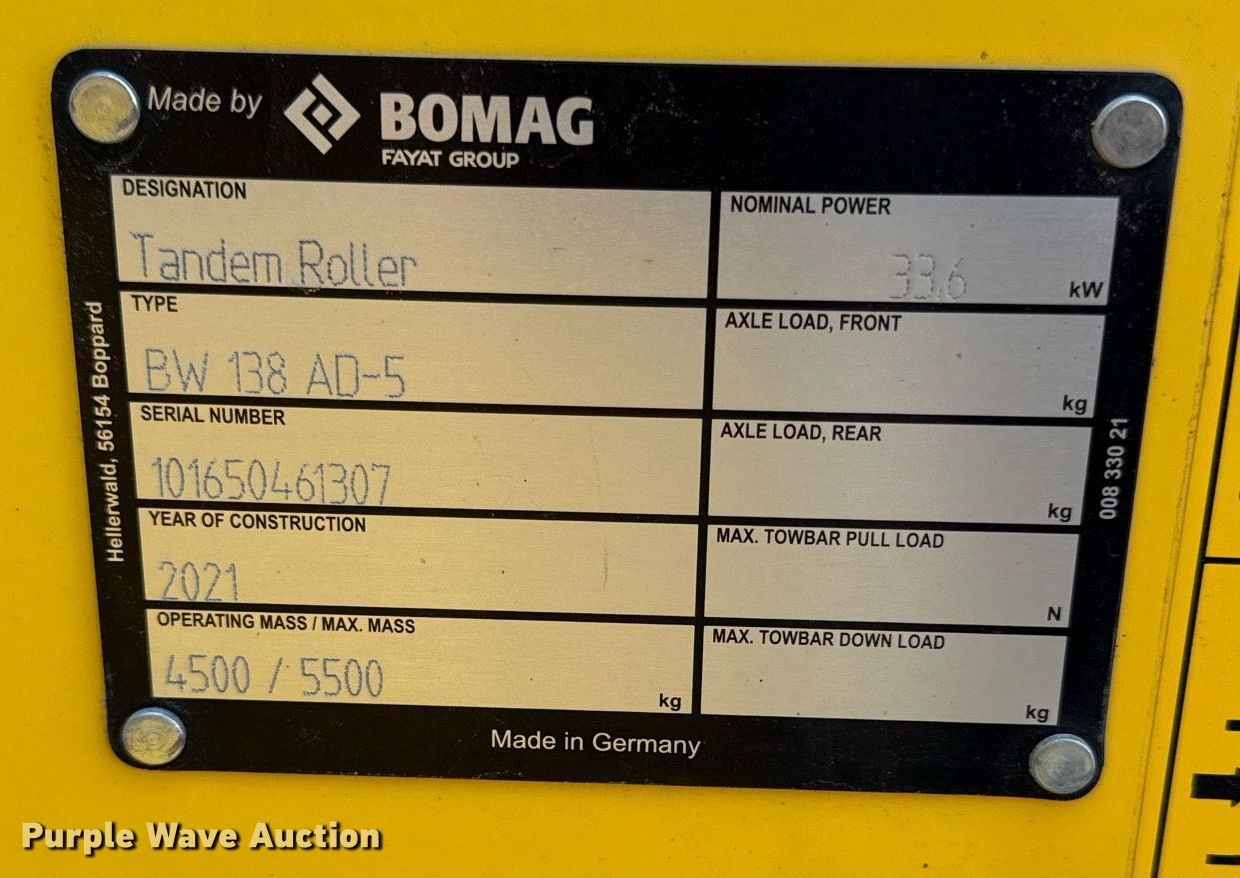 Made by BOMAG
FAYAT GROUP
DESIGNATION
Tandem Roller
NOMINAL POWER
33.6 kW
TYPE
BW 138 AD-5
AXLE LOAD, FRONT
kg
SERIAL NUMBER
101650461307
AXLE LOAD, REAR
kg
YEAR OF CONSTRUCTION
2021
MAX. TOWBAR PULL LOAD
N
OPERATING MASS / MAX. MASS
4500 / 5500 kg
MAX. TOWBAR DOWN LOAD
kg
Hellerwald, 56154 Boppard
008 330 21
Made in Germany
Purple Wave Auction